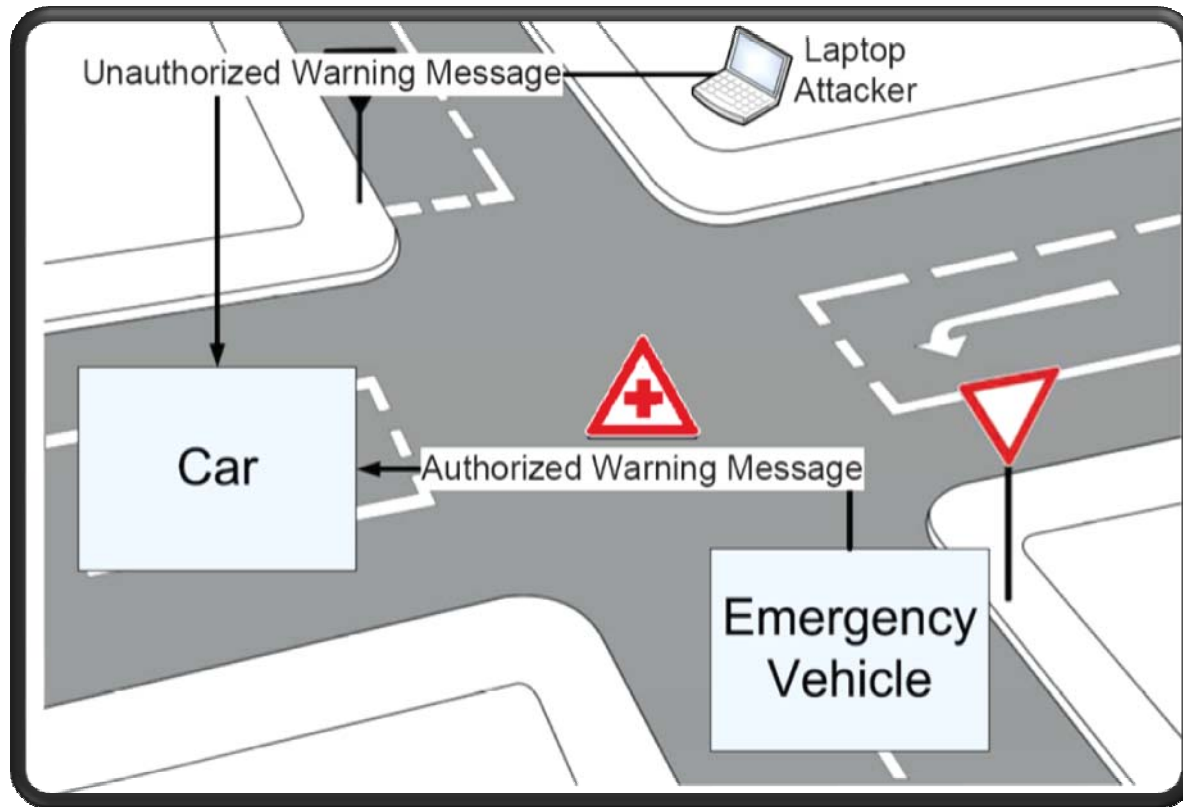 Unauthorized Warning Message
Laptop
Attacker
Car
Authorized Warning Message
Emergency
Vehicle